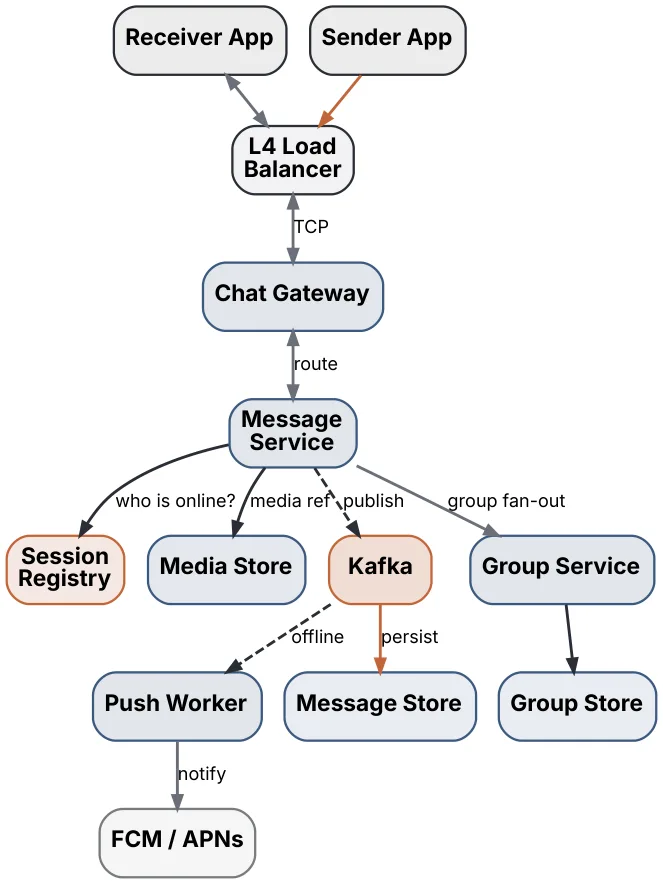 Receiver App
Sender App
L4 Load
Balancer
TCP
Chat Gateway
route
Message
Service
who is online?
media ref
publish
group fan-out
Session
Registry
Media Store
Kafka
Group Service
offline
persist
Push Worker
Message Store
Group Store
notify
FCM / APNs